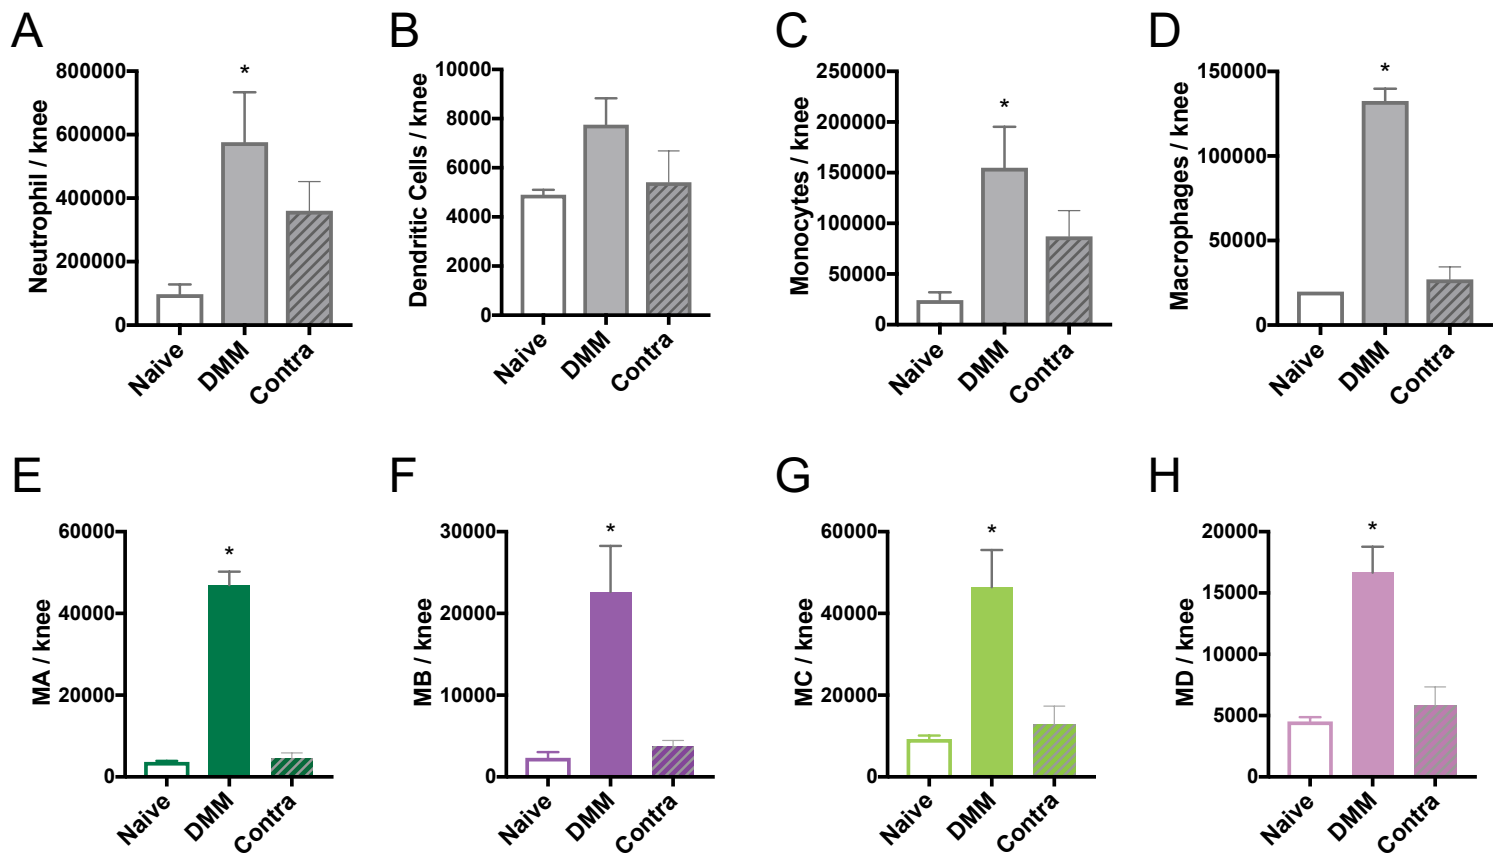 A
Neutrophil / knee
800000
600000
400000
200000
0
*
Naive
DMM
Contra
B
Dendritic Cells / knee
10000
8000
6000
4000
2000
0
Naive
DMM
Contra
C
Monocytes / knee
250000
200000
150000
100000
50000
0
*
Naive
DMM
Contra
D
Macrophages / knee
150000
100000
50000
0
*
Naive
DMM
Contra
E
MA / knee
60000
40000
20000
0
*
Naive
DMM
Contra
F
MB / knee
30000
20000
10000
0
*
Naive
DMM
Contra
G
MC / knee
60000
40000
20000
0
*
Naive
DMM
Contra
H
MD / knee
20000
15000
10000
5000
0
*
Naive
DMM
Contra